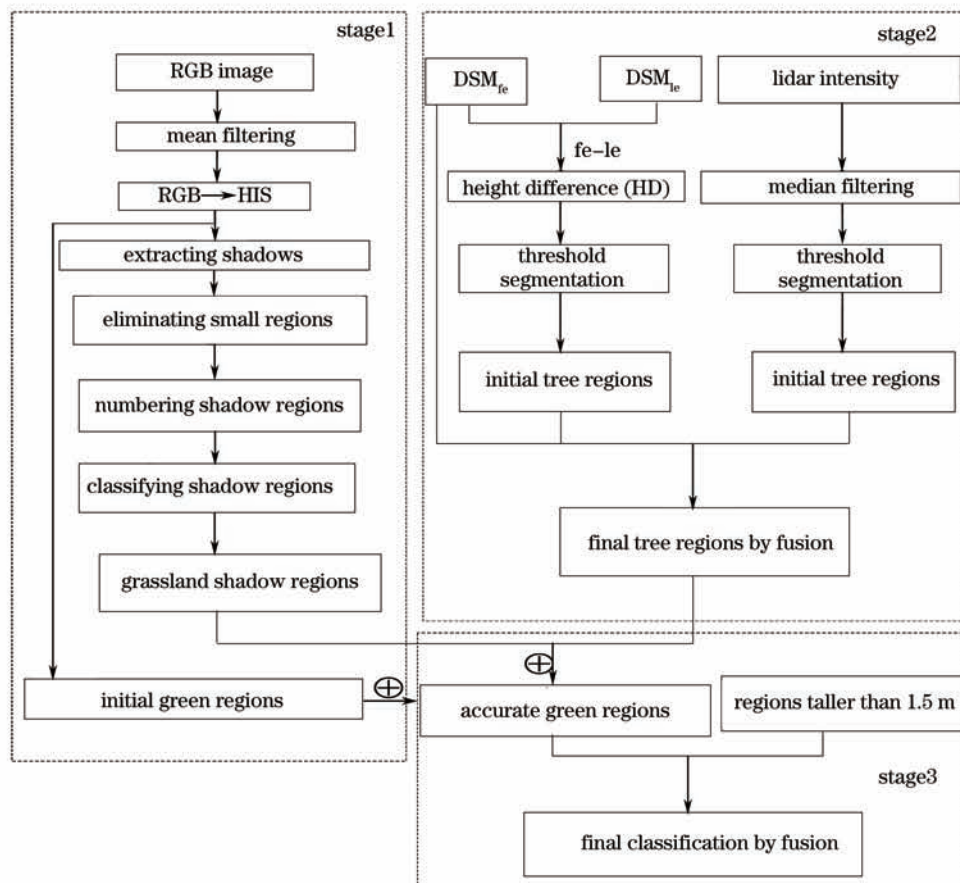 stage1
RGB image
mean filtering
RGB→HIS
extracting shadows
eliminating small regions
numbering shadow regions
classifying shadow regions
grassland shadow regions
initial green regions
stage2
DSMfe
DSMle
lidar intensity
fe-le
height difference (HD)
median filtering
threshold
segmentation
threshold
segmentation
initial tree regions
initial tree regions
final tree regions by fusion
accurate green regions
regions taller than 1.5 m
stage3
final classification by fusion